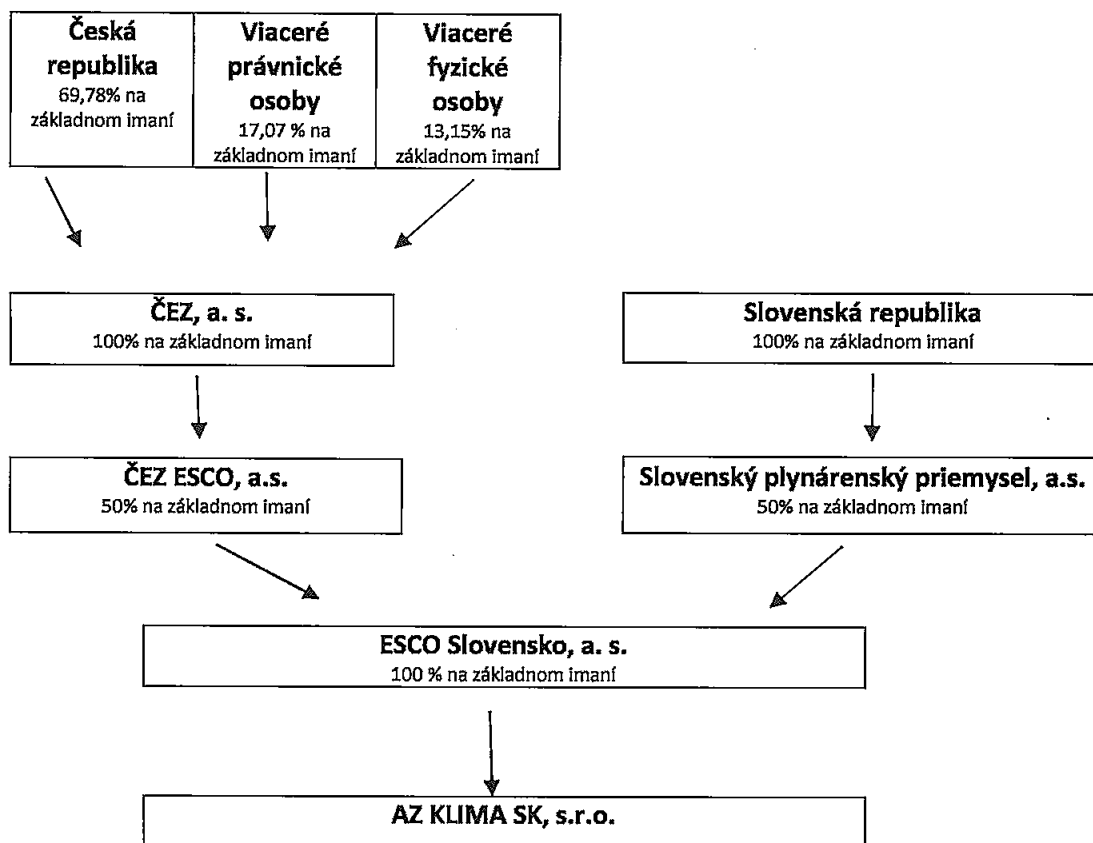 Česká
republika
69,78% na
základnom imaní
Viaceré
právnické
osoby
17,07 % na
základnom imaní
Viaceré
fyzické
osoby
13,15% na
základnom imaní
ČEZ, a. s.
100% na základnom imaní
Slovenská republika
100% na základnom imaní
ČEZ ESCO, a.s.
50% na základnom imaní
Slovenský plynárenský priemysel, a.s.
50% na základnom imaní
ESCO Slovensko, a. s.
100 % na základnom imaní
AZ KLIMA SK, s.r.o.